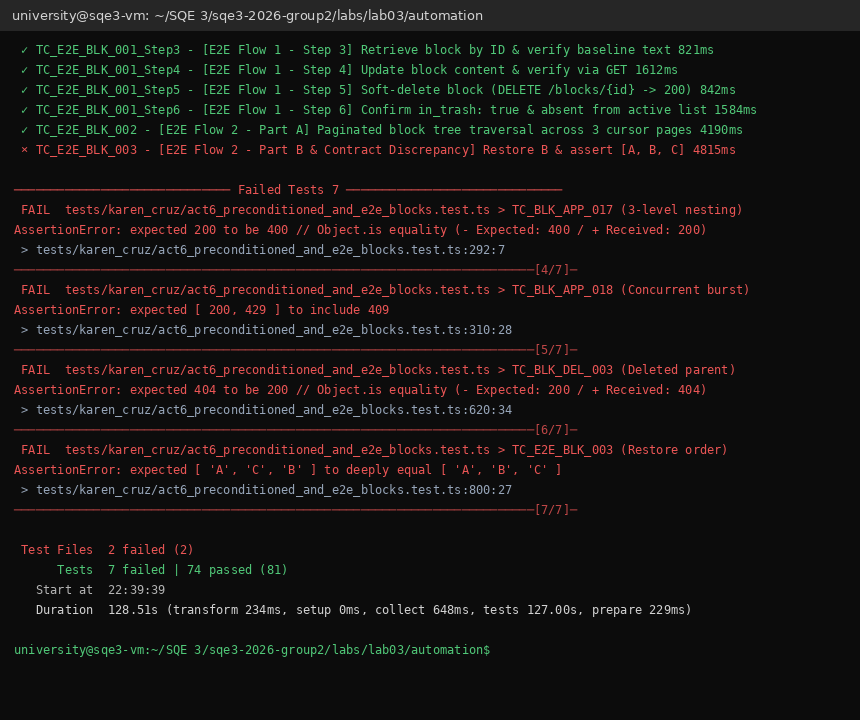 university@sqe3-vm: ~/SQE 3/sqe3-2026-group2/labs/lab03/automation
✓ TC_E2E_BLK_001_Step3 - [E2E Flow 1 - Step 3] Retrieve block by ID & verify baseline text 821ms
✓ TC_E2E_BLK_001_Step4 - [E2E Flow 1 - Step 4] Update block content & verify via GET 1612ms
✓ TC_E2E_BLK_001_Step5 - [E2E Flow 1 - Step 5] Soft-delete block (DELETE /blocks/{id} -> 200) 842ms
✓ TC_E2E_BLK_001_Step6 - [E2E Flow 1 - Step 6] Confirm in_trash: true & absent from active list 1584ms
✓ TC_E2E_BLK_002 - [E2E Flow 2 - Part A] Paginated block tree traversal across 3 cursor pages 4190ms
× TC_E2E_BLK_003 - [E2E Flow 2 - Part B & Contract Discrepancy] Restore B & assert [A, B, C] 4815ms
────────────────────────────── Failed Tests 7 ──────────────────────────────
FAIL  tests/karen_cruz/act6_preconditioned_and_e2e_blocks.test.ts > TC_BLK_APP_017 (3-level nesting)
AssertionError: expected 200 to be 400 // Object.is equality (- Expected: 400 / + Received: 200)
> tests/karen_cruz/act6_preconditioned_and_e2e_blocks.test.ts:292:7
────────────────────────────────────────────────────────────────────────[4/7]─
FAIL  tests/karen_cruz/act6_preconditioned_and_e2e_blocks.test.ts > TC_BLK_APP_018 (Concurrent burst)
AssertionError: expected [ 200, 429 ] to include 409
> tests/karen_cruz/act6_preconditioned_and_e2e_blocks.test.ts:310:28
────────────────────────────────────────────────────────────────────────[5/7]─
FAIL  tests/karen_cruz/act6_preconditioned_and_e2e_blocks.test.ts > TC_BLK_DEL_003 (Deleted parent)
AssertionError: expected 404 to be 200 // Object.is equality (- Expected: 200 / + Received: 404)
> tests/karen_cruz/act6_preconditioned_and_e2e_blocks.test.ts:620:34
────────────────────────────────────────────────────────────────────────[6/7]─
FAIL  tests/karen_cruz/act6_preconditioned_and_e2e_blocks.test.ts > TC_E2E_BLK_003 (Restore order)
AssertionError: expected [ 'A', 'C', 'B' ] to deeply equal [ 'A', 'B', 'C' ]
> tests/karen_cruz/act6_preconditioned_and_e2e_blocks.test.ts:800:27
────────────────────────────────────────────────────────────────────────[7/7]─
Test Files  2 failed (2)
Tests  7 failed | 74 passed (81)
Start at  22:39:39
Duration  128.51s (transform 234ms, setup 0ms, collect 648ms, tests 127.00s, prepare 229ms)
university@sqe3-vm:~/SQE 3/sqe3-2026-group2/labs/lab03/automation$